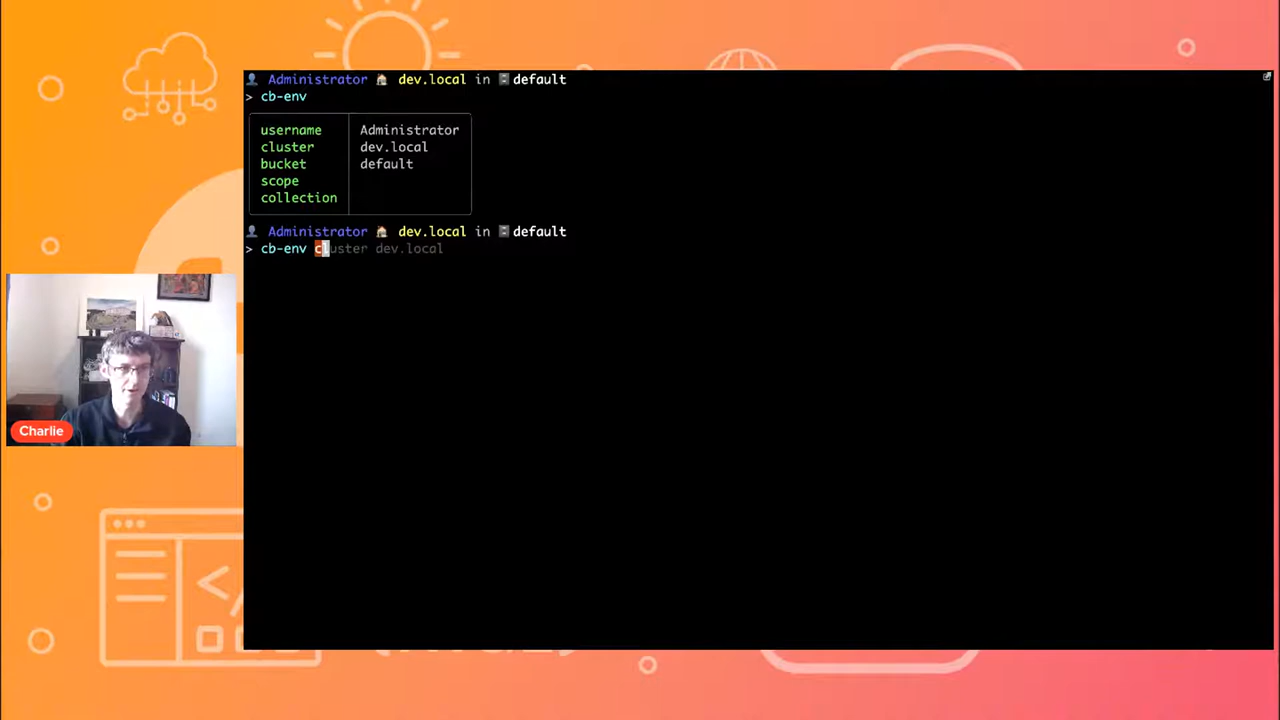 Administrator dev.local in default
> cb-env
username Administrator
cluster dev.local
bucket default
scope
collection
Administrator dev.local in default
> cb-env cluster dev.local
Charlie